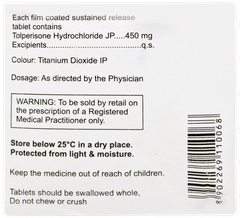 Each film coated sustained release
tablet contains
Tolperisone Hydrochloride JP.....450 mg
Excipients................................q.s.
Colour: Titanium Dioxide IP
Dosage: As directed by the Physician
WARNING: To be sold by retail on
the prescription of a Registered
Medical Practitioner only.
Store below 25°C in a dry place.
Protected from light & moisture.
Keep the medicine out of reach of children.
Tablets should be swallowed whole,
Do not chew or crush
8902269110068